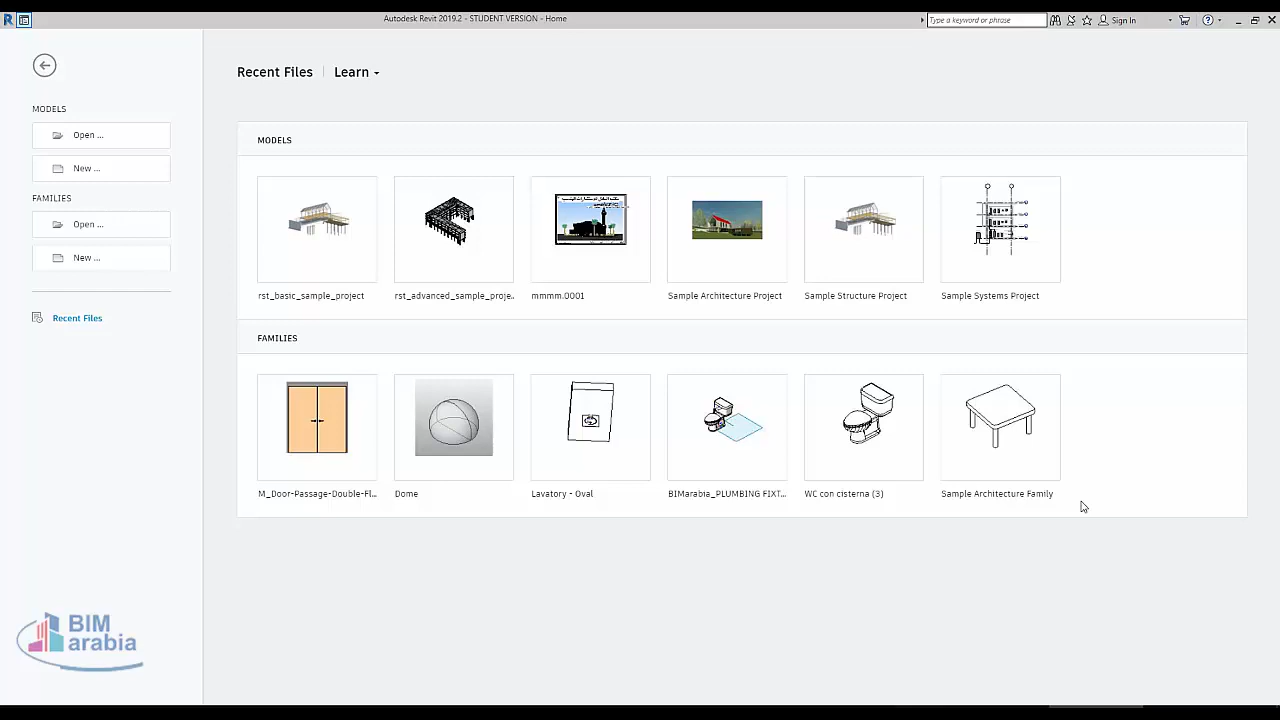 Autodesk Revit 2019.2 - STUDENT VERSION - Home
Type a keyword or phrase
Sign In
Recent Files
Learn
MODELS
Open ...
New ...
FAMILIES
Open ...
New ...
Recent Files
MODELS
rst_basic_sample_project
rst_advanced_sample_proje..
mmmm.0001
Sample Architecture Project
Sample Structure Project
Sample Systems Project
FAMILIES
M_Door-Passage-Double-Fl...
Dome
Lavatory - Oval
BIMarabia_PLUMBING FIXT...
WC con cisterna (3)
Sample Architecture Family
BIM
arabia